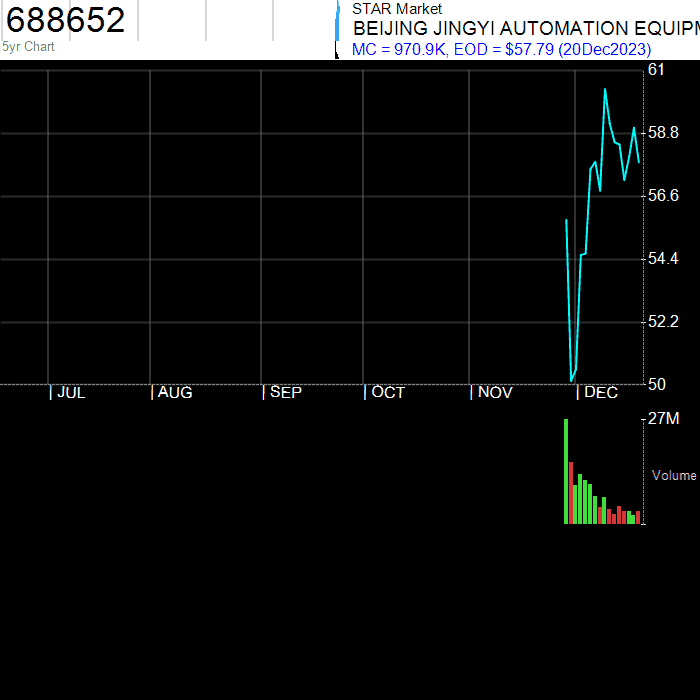 688652
5yr Chart
STAR Market
BEIJING JINGYI AUTOMATION EQUIPM
MC = 970.9K, EOD = $57.79 (20Dec2023)
61
58.8
56.6
54.4
52.2
50
JUL
AUG
SEP
OCT
NOV
DEC
27M
Volume